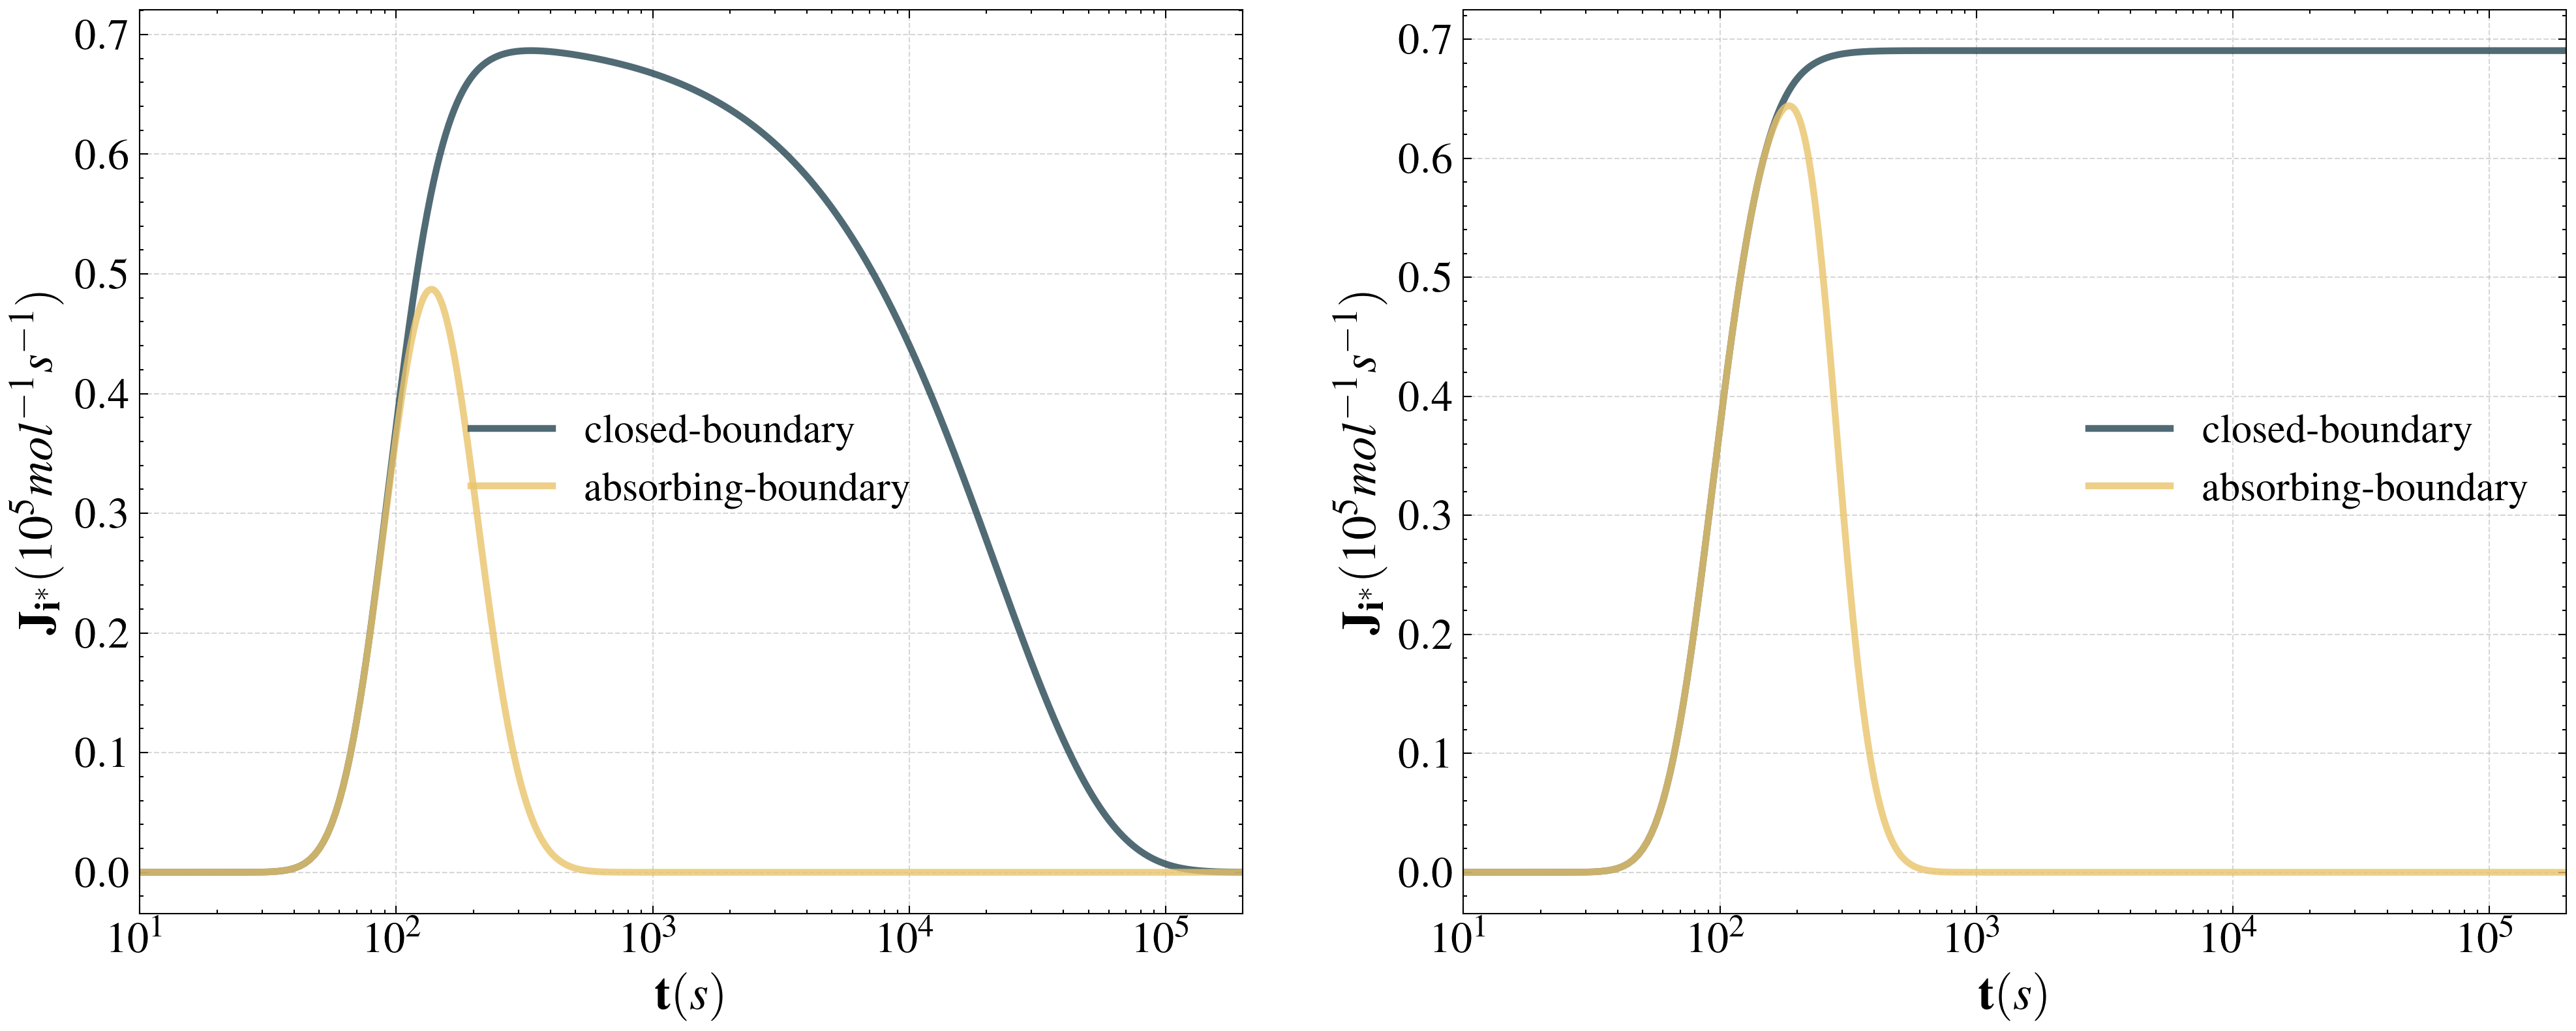 0.7
0.6
0.5
0.4
0.3
0.2
0.1
0.0
J_{i*} (10^5 mol^{-1} s^{-1})
closed-boundary
absorbing-boundary
10^1 10^2 10^3 10^4 10^5
t(s)
0.7
0.6
0.5
0.4
0.3
0.2
0.1
0.0
J_{i*} (10^5 mol^{-1} s^{-1})
closed-boundary
absorbing-boundary
10^1 10^2 10^3 10^4 10^5
t(s)